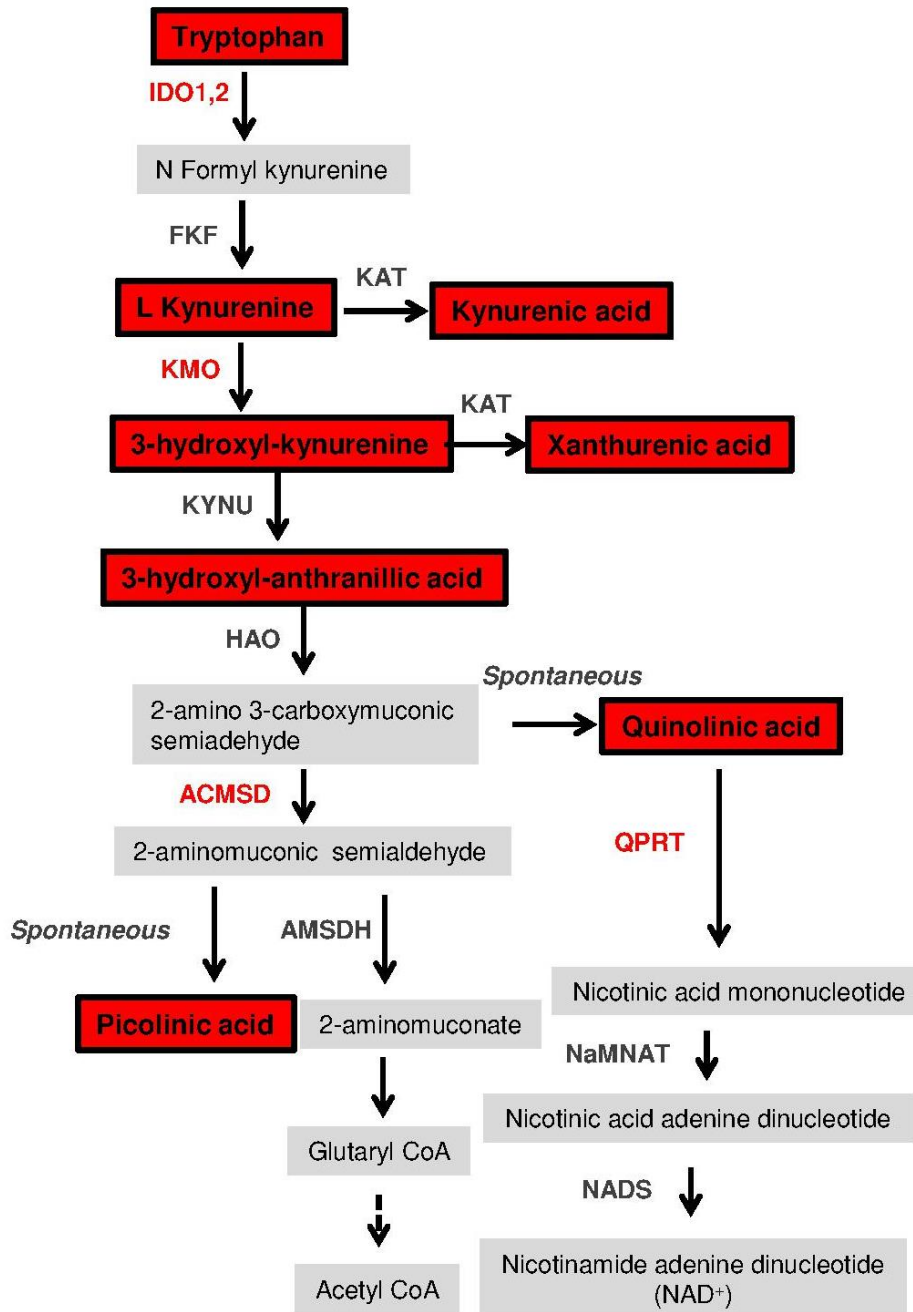 Tryptophan
IDO1,2
N Formyl kynurenine
FKF
KAT
L Kynurenine
Kynurenic acid
KMO
KAT
3-hydroxyl-kynurenine
Xanthurenic acid
KYNU
3-hydroxyl-anthranillic acid
HAO
Spontaneous
2-amino 3-carboxymuconic
semiadehyde
Quinolinic acid
ACMSD
QPRT
2-aminomuconic semialdehyde
Spontaneous
AMSDH
Picolinic acid
2-aminomuconate
Nicotinic acid mononucleotide
NaMNAT
Nicotinic acid adenine dinucleotide
Glutaryl CoA
NADS
Acetyl CoA
Nicotinamide adenine dinucleotide
(NAD⁺)